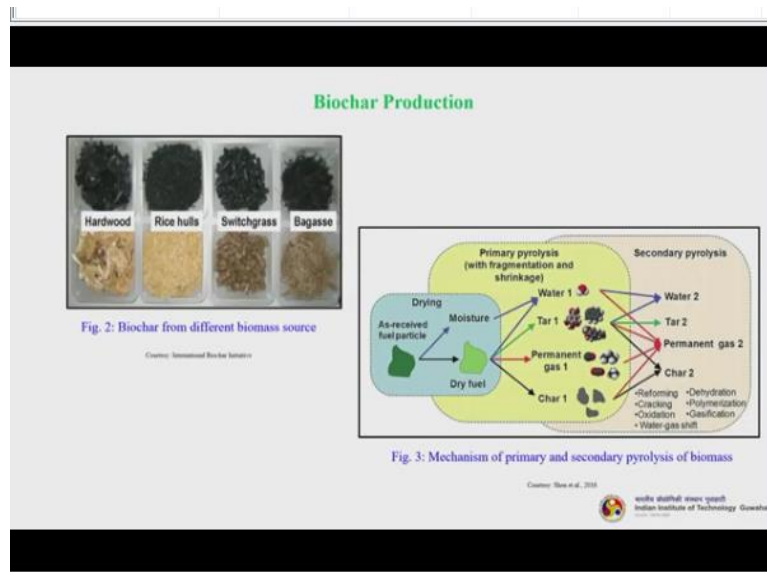 Biochar Production
Hardwood Rice hulls Switchgrass Bagasse
Fig. 2: Biochar from different biomass source
Courtesy: International Biochar Initiative
Primary pyrolysis
(with fragmentation and
shrinkage)
Secondary pyrolysis
Drying
As-received
fuel particle
Moisture
Dry fuel
Water 1
Tar 1
Permanent
gas 1
Char 1
Water 2
Tar 2
Permanent gas 2
Char 2
•Reforming •Dehydration
•Cracking •Polymerization
•Oxidation •Gasification
•Water-gas shift
Fig. 3: Mechanism of primary and secondary pyrolysis of biomass
Courtesy: et al.,
भारतीय प्रौद्योगिकी संस्थान गुवाहाटी
Indian Institute of Technology Guwaha